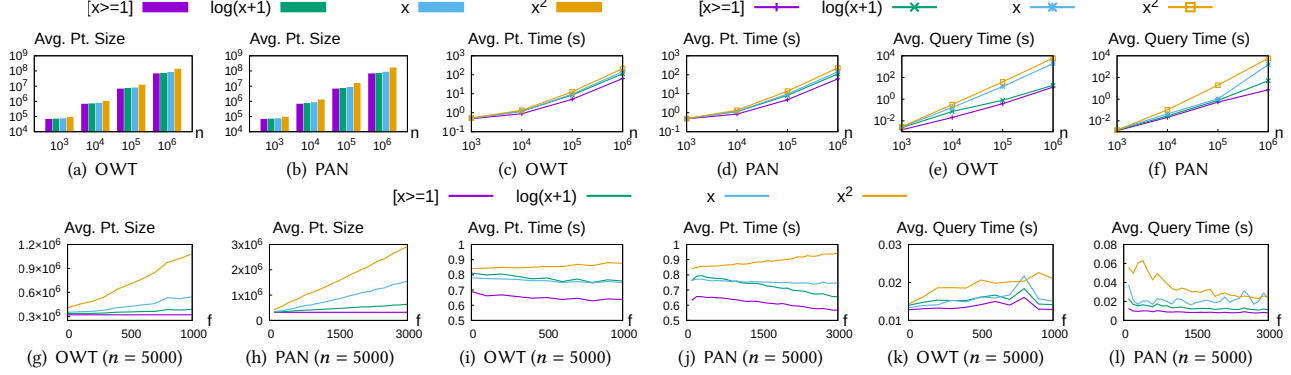 [x>=1] log(x+1) x x²
[x>=1] log(x+1) x x²
Avg. Pt. Size
10⁹
10⁸
10⁷
10⁶
10⁵
10⁴
10³ 10⁴ 10⁵ 10⁶
n
(a) OWT
Avg. Pt. Size
10⁹
10⁸
10⁷
10⁶
10⁵
10⁴
10³ 10⁴ 10⁵ 10⁶
n
(b) PAN
Avg. Pt. Time (s)
10³
10²
10¹
10⁰
10⁻¹
10³ 10⁴ 10⁵ 10⁶
n
(c) OWT
Avg. Pt. Time (s)
10³
10²
10¹
10⁰
10⁻¹
10³ 10⁴ 10⁵ 10⁶
n
(d) PAN
Avg. Query Time (s)
10⁴
10²
10⁰
10⁻²
10³ 10⁴ 10⁵ 10⁶
n
(e) OWT
Avg. Query Time (s)
10⁴
10²
10⁰
10⁻²
10³ 10⁴ 10⁵ 10⁶
n
(f) PAN
[x>=1] log(x+1) x x²
Avg. Pt. Size
1.2×10⁶
0.9×10⁶
0.6×10⁶
0.3×10⁶
0 500 1000
f
(g) OWT (n = 5000)
Avg. Pt. Size
3×10⁶
2×10⁶
1×10⁶
0
0 1500 3000
f
(h) PAN (n = 5000)
Avg. Pt. Time (s)
1
0.9
0.8
0.7
0.6
0.5
0 500 1000
f
(i) OWT (n = 5000)
Avg. Pt. Time (s)
1
0.9
0.8
0.7
0.6
0.5
0 1500 3000
f
(j) PAN (n = 5000)
Avg. Query Time (s)
0.03
0.02
0.01
0 500 1000
f
(k) OWT (n = 5000)
Avg. Query Time (s)
0.08
0.06
0.04
0.02
0
0 1500 3000
f
(l) PAN (n = 5000)